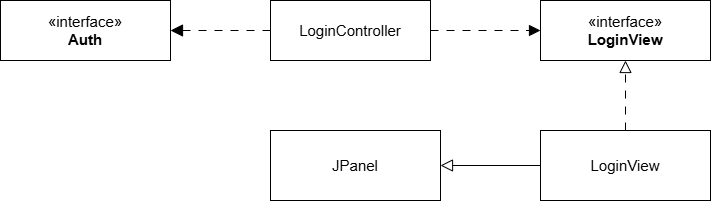 «interface»
Auth
LoginController
«interface»
LoginView
JPanel
LoginView